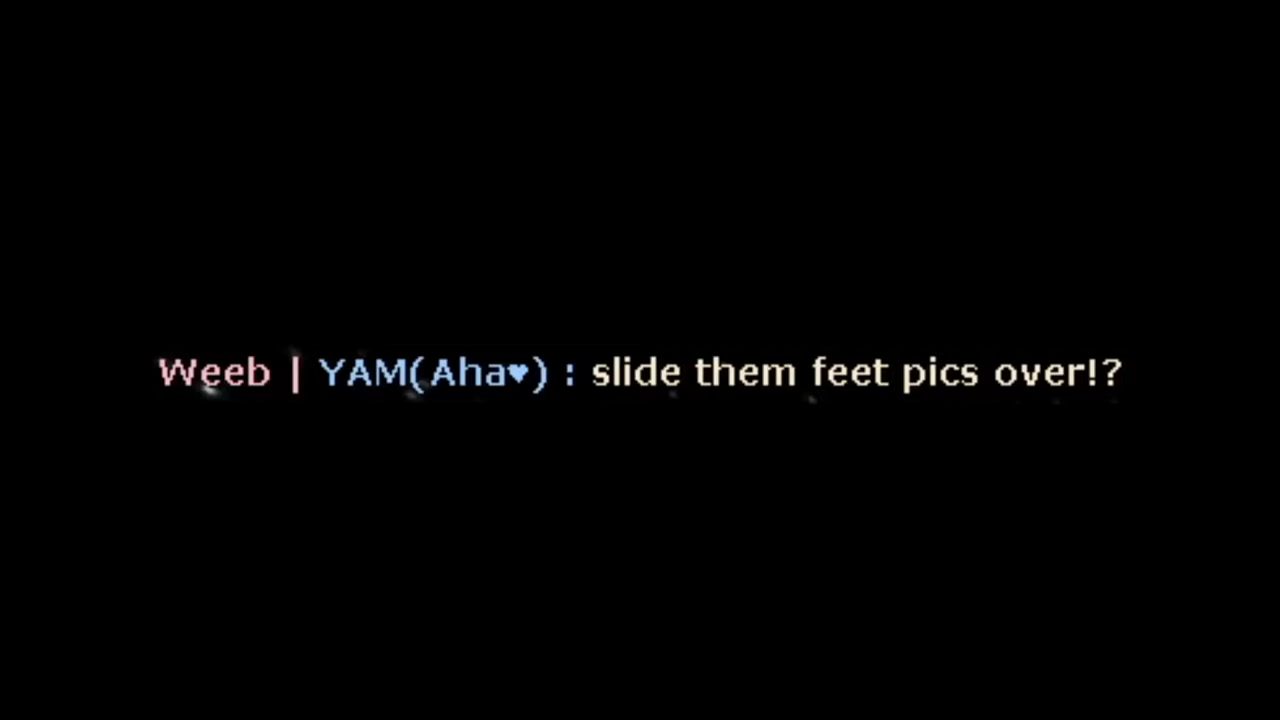 Weeb | YAM(Aha♥) : slide them feet pics over!?